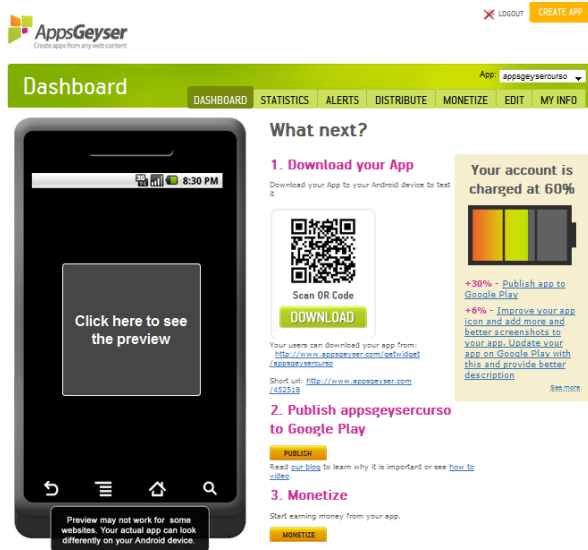 LOGOUT
CREATE APP
AppsGeyser
Create apps from any web content
App: appsgeysercurso
Dashboard
DASHBOARD STATISTICS ALERTS DISTRIBUTE MONETIZE EDIT MY INFO
3G 8:30 PM
Click here to see
the preview
Preview may not work for some
websites. Your actual app can look
differently on your Android device.
What next?
1. Download your App
Download your App to your Android device to test
it
Scan QR Code
DOWNLOAD
Your users can download your app from:
http://www.appsgeyser.com/getwidget
/appsgeysercurso
Short url: http://www.appsgeyser.com
/452518
2. Publish appsgeysercurso
to Google Play
PUBLISH
Read our blog to learn why it is important or see how to
video.
3. Monetize
Start earning money from your app.
MONETIZE
Your account is
charged at 60%
+30% - Publish app to
Google Play
+6% - Improve your app
icon and add more and
better screenshots to
your app. Update your
app on Google Play with
this and provide better
description
See more